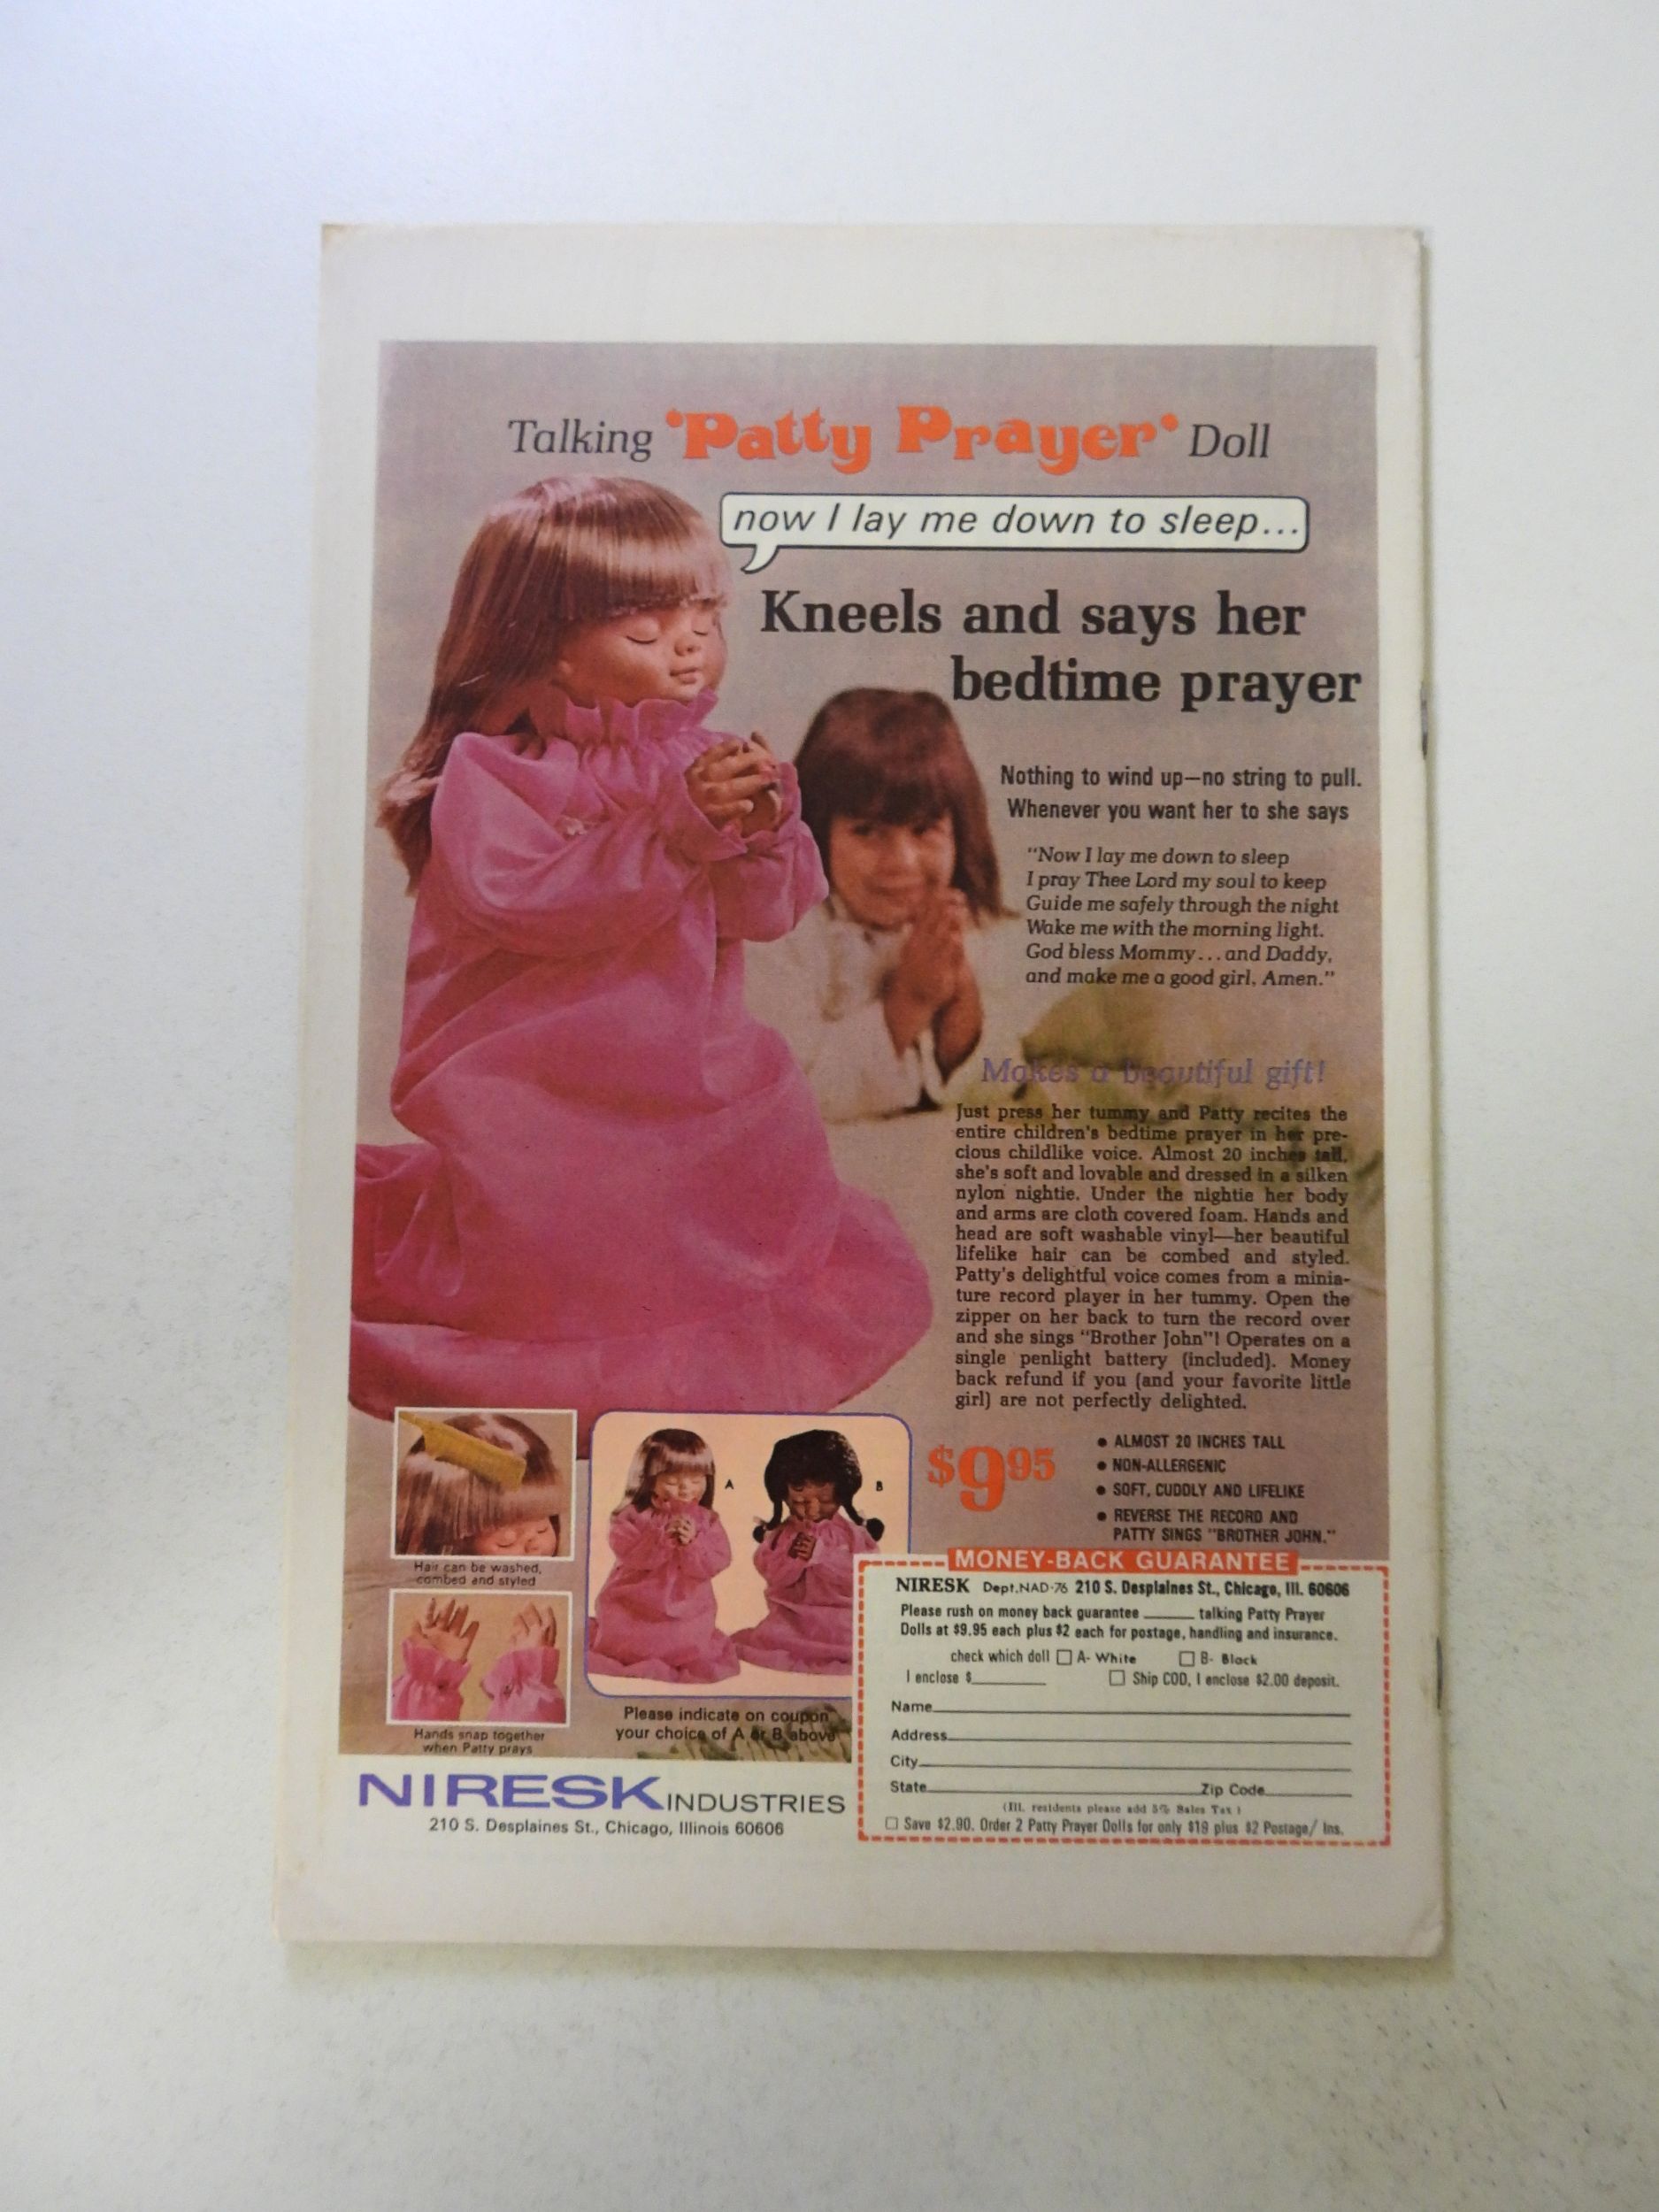 Talking 'Patty Prayer' Doll
now I lay me down to sleep...
Kneels and says her
bedtime prayer
Nothing to wind up—no string to pull.
Whenever you want her to she says
"Now I lay me down to sleep
I pray Thee Lord my soul to keep
Guide me safely through the night
Wake me with the morning light.
God bless Mommy...and Daddy,
and make me a good girl, Amen."
Makes a beautiful gift!
Just press her tummy and Patty recites the
entire children's bedtime prayer in her pre-
cious childlike voice. Almost 20 inches tall,
she's soft and lovable and dressed in a silken
nylon nightie. Under the nightie her body
and arms are cloth covered foam. Hands and
head are soft washable vinyl—her beautiful
lifelike hair can be combed and styled.
Patty's delightful voice comes from a minia-
ture record player in her tummy. Open the
zipper on her back to turn the record over
and she sings "Brother John"! Operates on a
single penlight battery (included). Money
back refund if you (and your favorite little
girl) are not perfectly delighted.
$9.95
• ALMOST 20 INCHES TALL
• NON-ALLERGENIC
• SOFT, CUDDLY AND LIFELIKE
• REVERSE THE RECORD AND
PATTY SINGS "BROTHER JOHN."
Hair can be washed,
combed and styled
Hands snap together
when Patty prays
A
B
Please indicate on coupon
your choice of A or B above
NIRESK INDUSTRIES
210 S. Desplaines St., Chicago, Illinois 60606
MONEY-BACK GUARANTEE
NIRESK Dept.NAD-76 210 S. Desplaines St., Chicago, Ill. 60606
Please rush on money back guarantee ______ talking Patty Prayer
Dolls at $9.95 each plus $2 each for postage, handling and insurance.
check which doll ☐ A- White ☐ B- Black
I enclose $________ ☐ Ship COD, I enclose $2.00 deposit.
Name
Address
City
State Zip Code
(Ill. residents please add 5% Sales Tax)
☐ Save $2.90. Order 2 Patty Prayer Dolls for only $19 plus $2 Postage/ Ins.